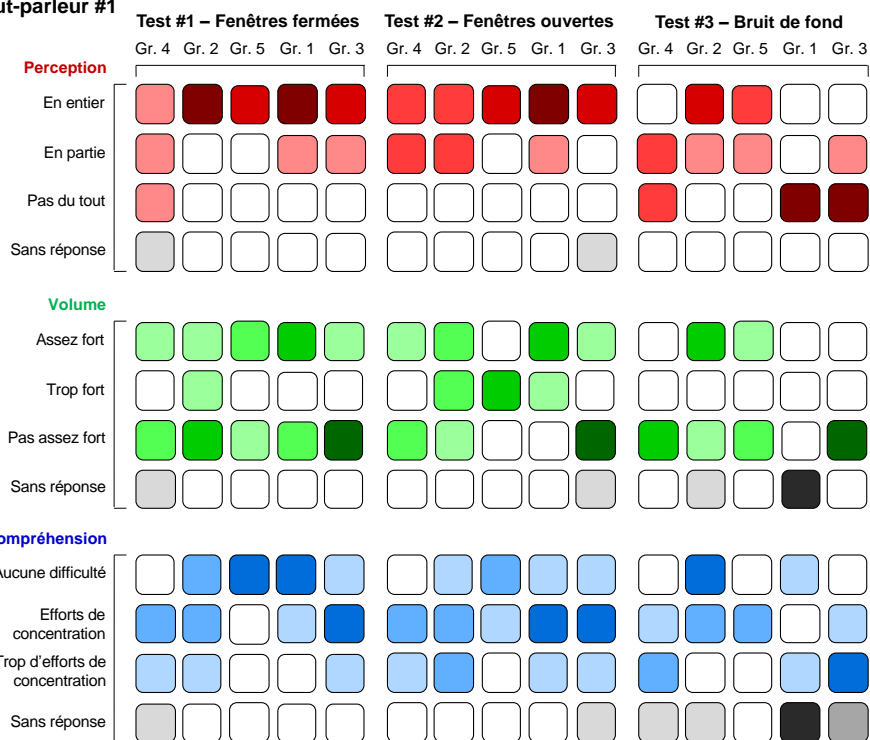 ut-parleur #1
Test #1 – Fenêtres fermées Test #2 – Fenêtres ouvertes Test #3 – Bruit de fond
Gr. 4 Gr. 2 Gr. 5 Gr. 1 Gr. 3 Gr. 4 Gr. 2 Gr. 5 Gr. 1 Gr. 3 Gr. 4 Gr. 2 Gr. 5 Gr. 1 Gr. 3
Perception
En entier
En partie
Pas du tout
Sans réponse
Volume
Assez fort
Trop fort
Pas assez fort
Sans réponse
ompréhension
Aucune difficulté
Efforts de
concentration
Trop d'efforts de
concentration
Sans réponse